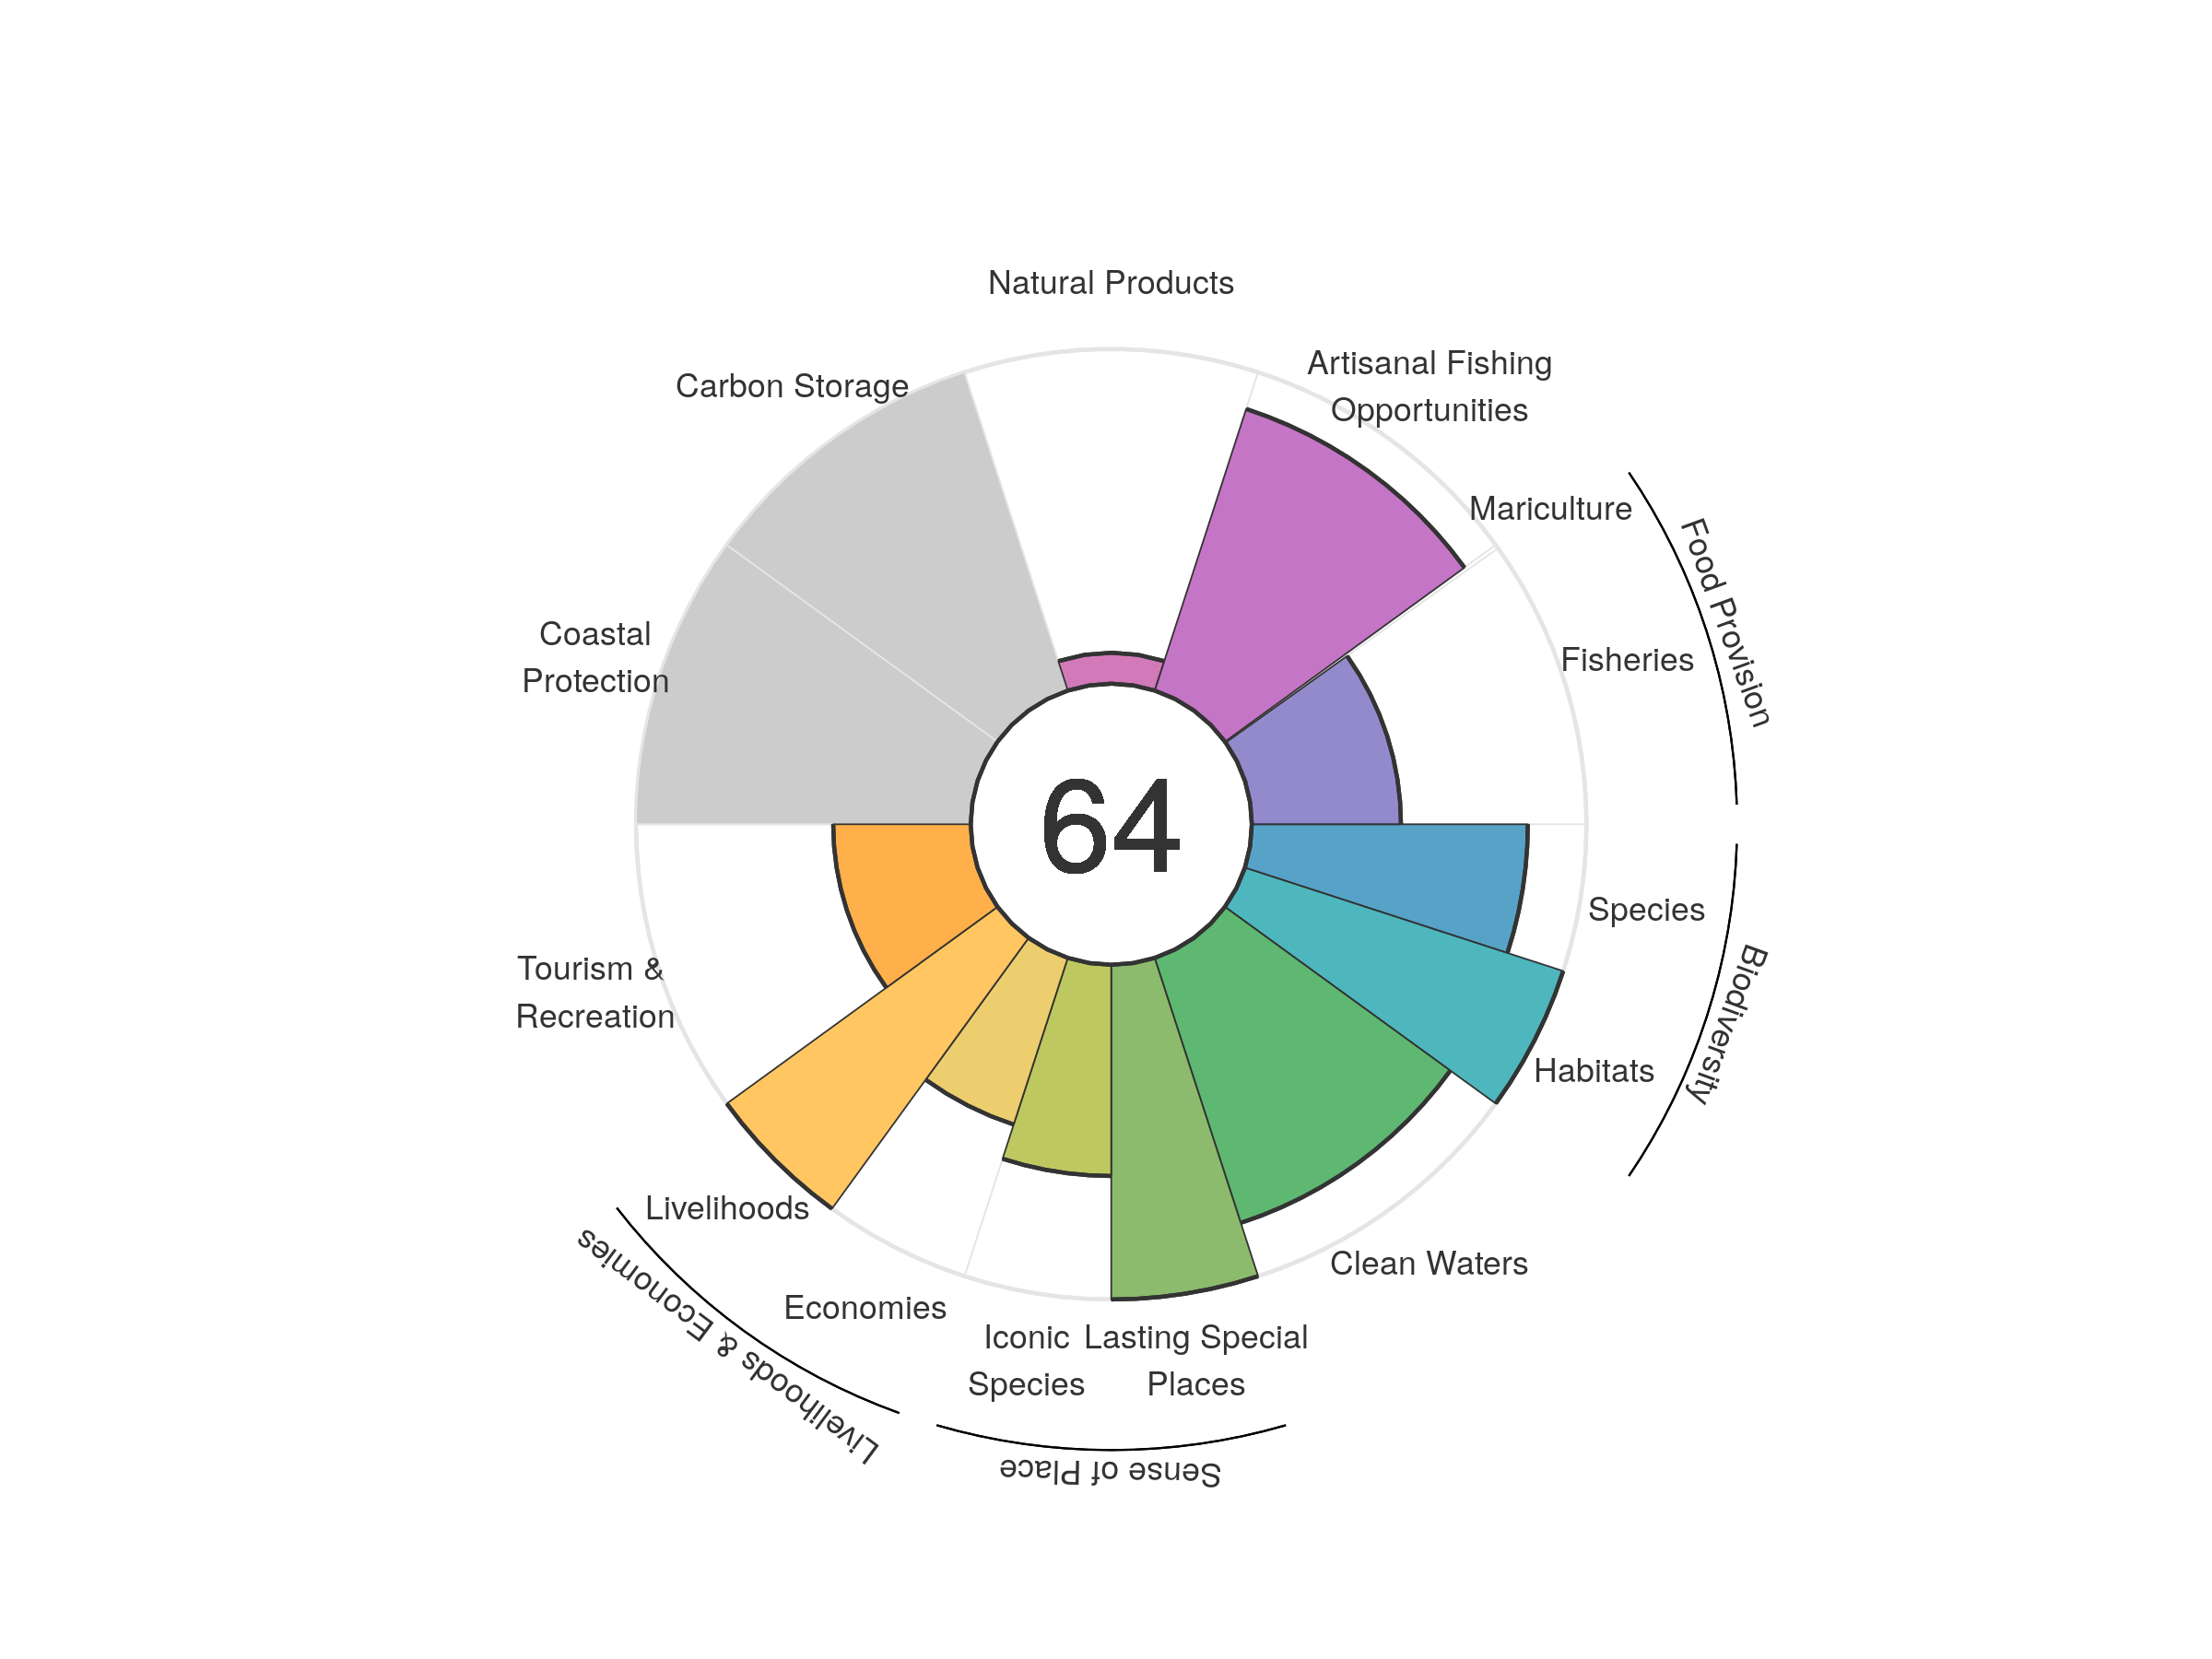 Natural Products
Artisanal Fishing
Opportunities
Carbon Storage
Mariculture
Food Provision
Coastal
Protection
Fisheries
64
Species
Biodiversity
Tourism &
Recreation
Habitats
Livelihoods
Livelihoods & Economies
Clean Waters
Economies
Iconic
Species
Lasting Special
Places
Sense of Place